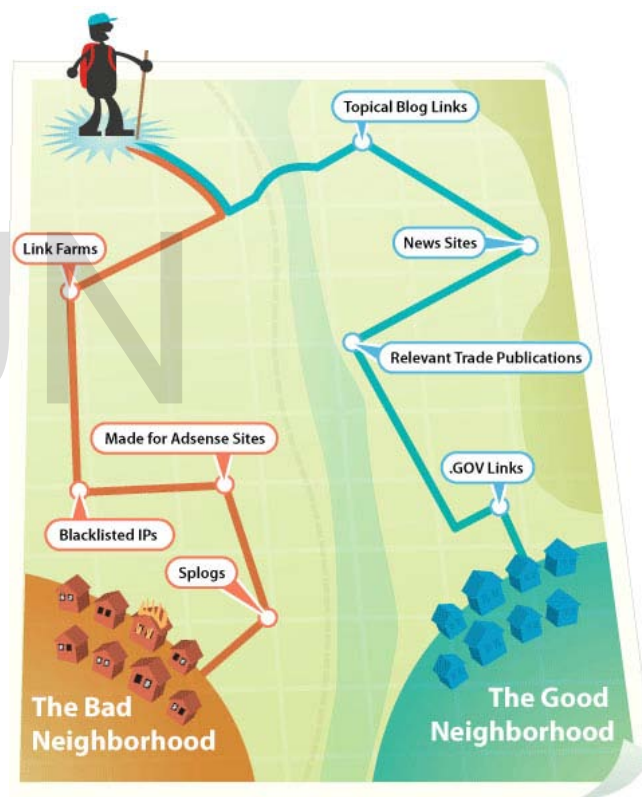 Topical Blog Links
News Sites
Link Farms
Relevant Trade Publications
Made for Adsense Sites
.GOV Links
Blacklisted IPs
Splogs
The Bad
Neighborhood
The Good
Neighborhood